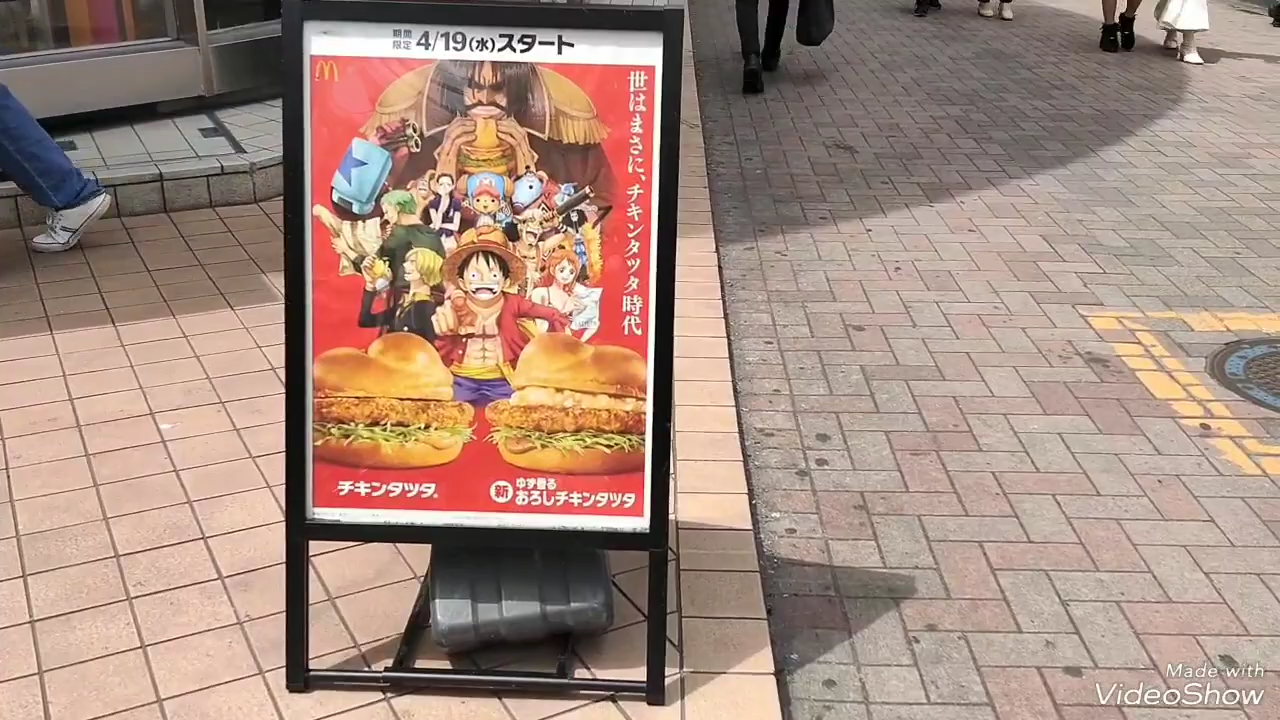 期間限定 4/19(水)スタート
世はまさに、チキンタツタ時代
チキンタツタ®
新 ゆず香る
おろしチキンタツタ
Made with
VideoShow